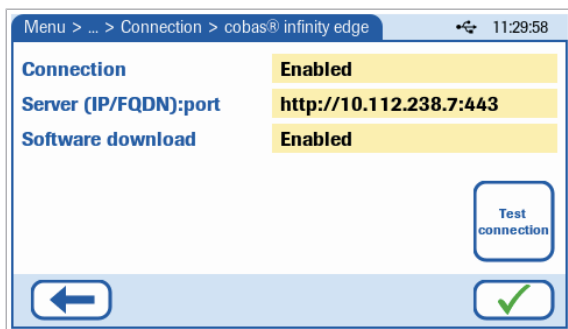 Menu > ... > Connection > cobas® infinity edge 11:29:58
Connection Enabled
Server (IP/FQDN):port http://10.112.238.7:443
Software download Enabled
Test
connection